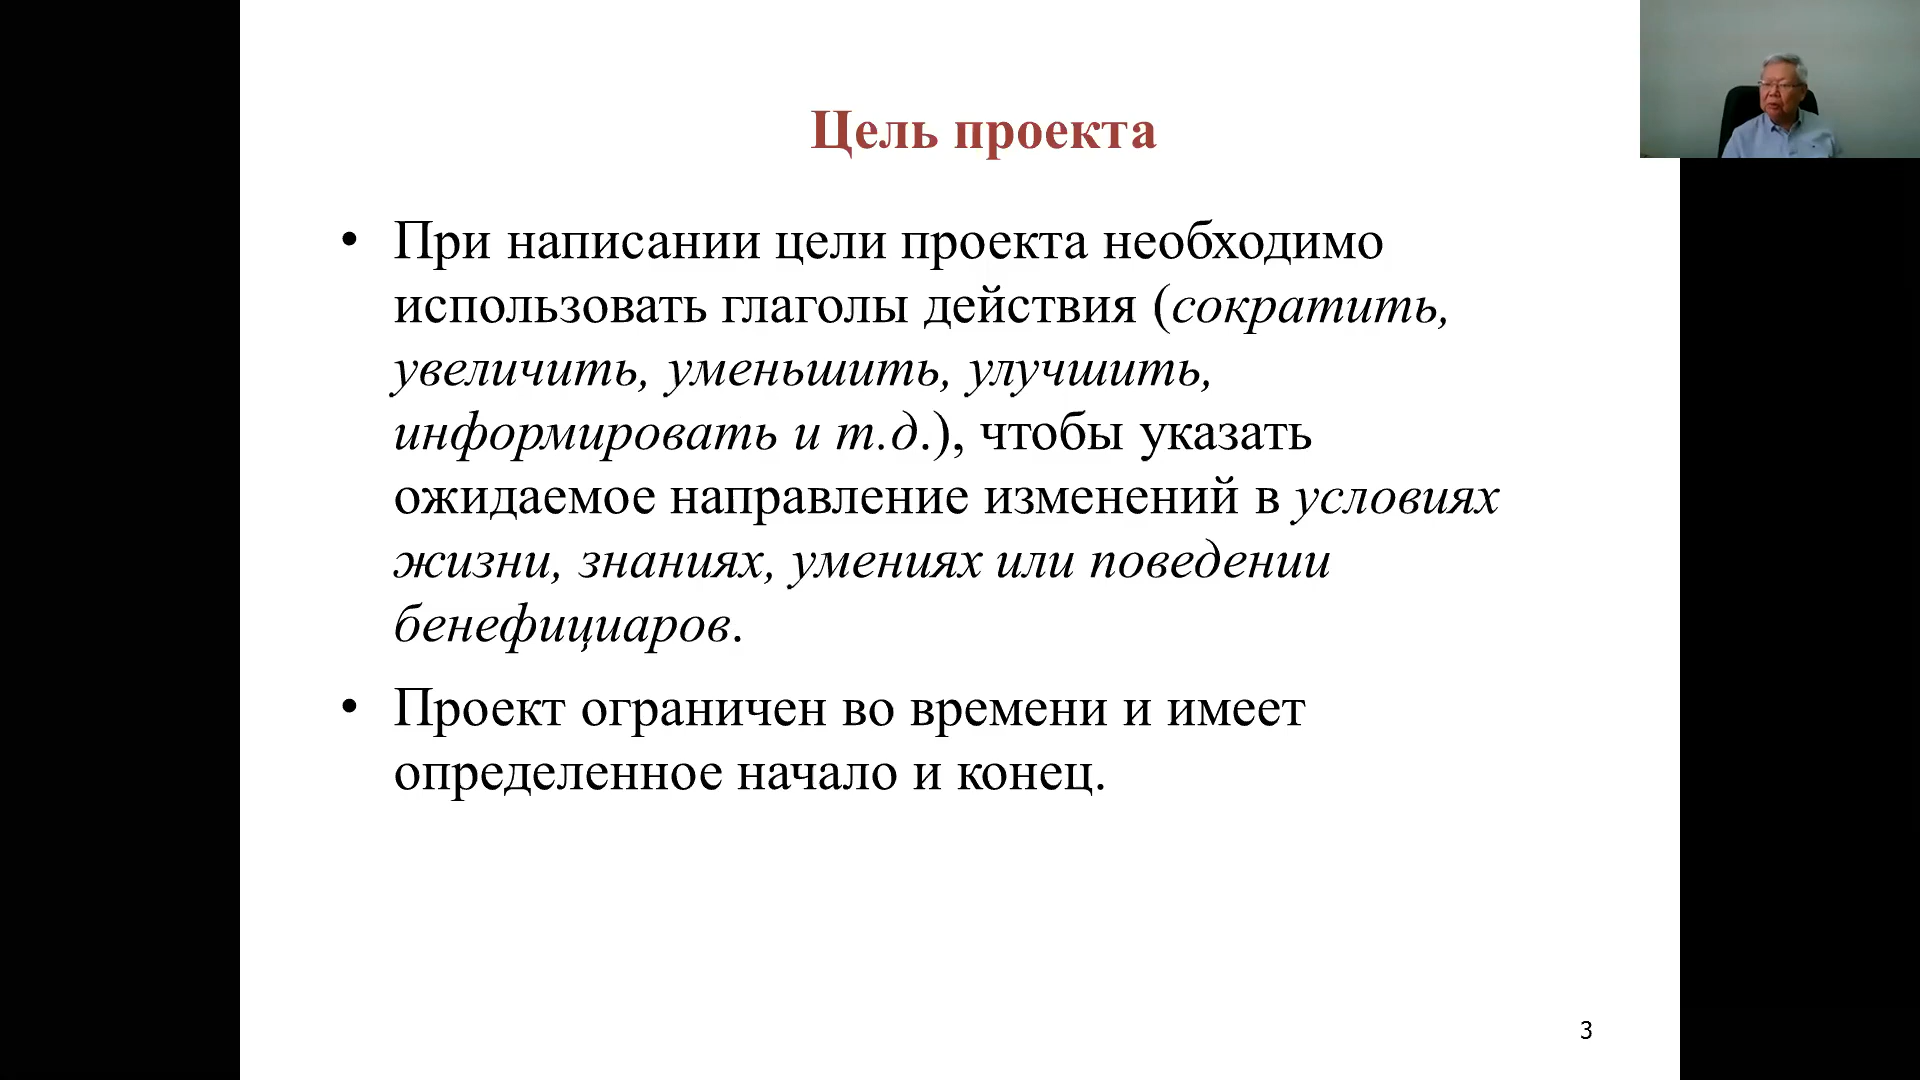 Цель проекта
• При написании цели проекта необходимо
использовать глаголы действия (сократить,
увеличить, уменьшить, улучшить,
информировать и т.д.), чтобы указать
ожидаемое направление изменений в условиях
жизни, знаниях, умениях или поведении
бенефициаров.
• Проект ограничен во времени и имеет
определенное начало и конец.
3